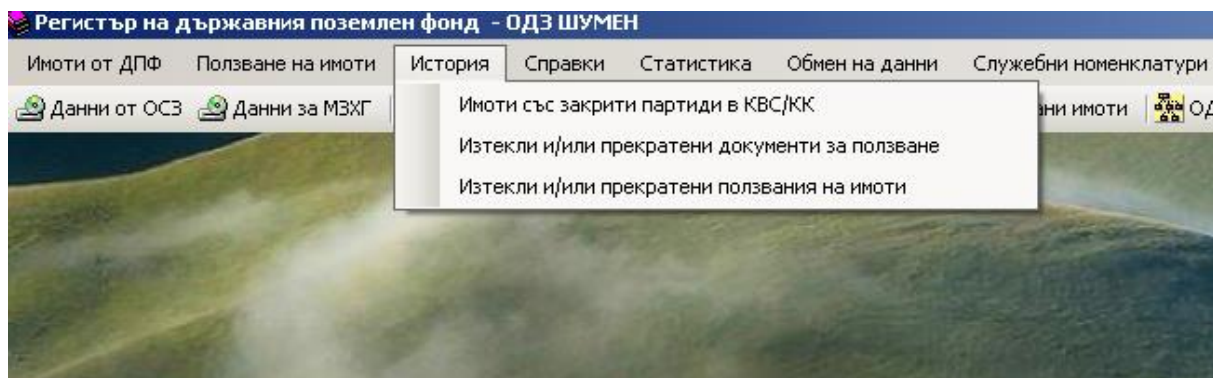 Регистър на държавния поземлен фонд - ОДЗ ШУМЕН
Имоти от ДПФ Ползване на имоти История Справки Статистика Обмен на данни Служебни номенклатури
Данни от ОСЗ Данни за МЗХГ имоти
Имоти със закрити партиди в КВС/КК
Изтекли и/или прекратени документи за ползване
Изтекли и/или прекратени ползвания на имоти